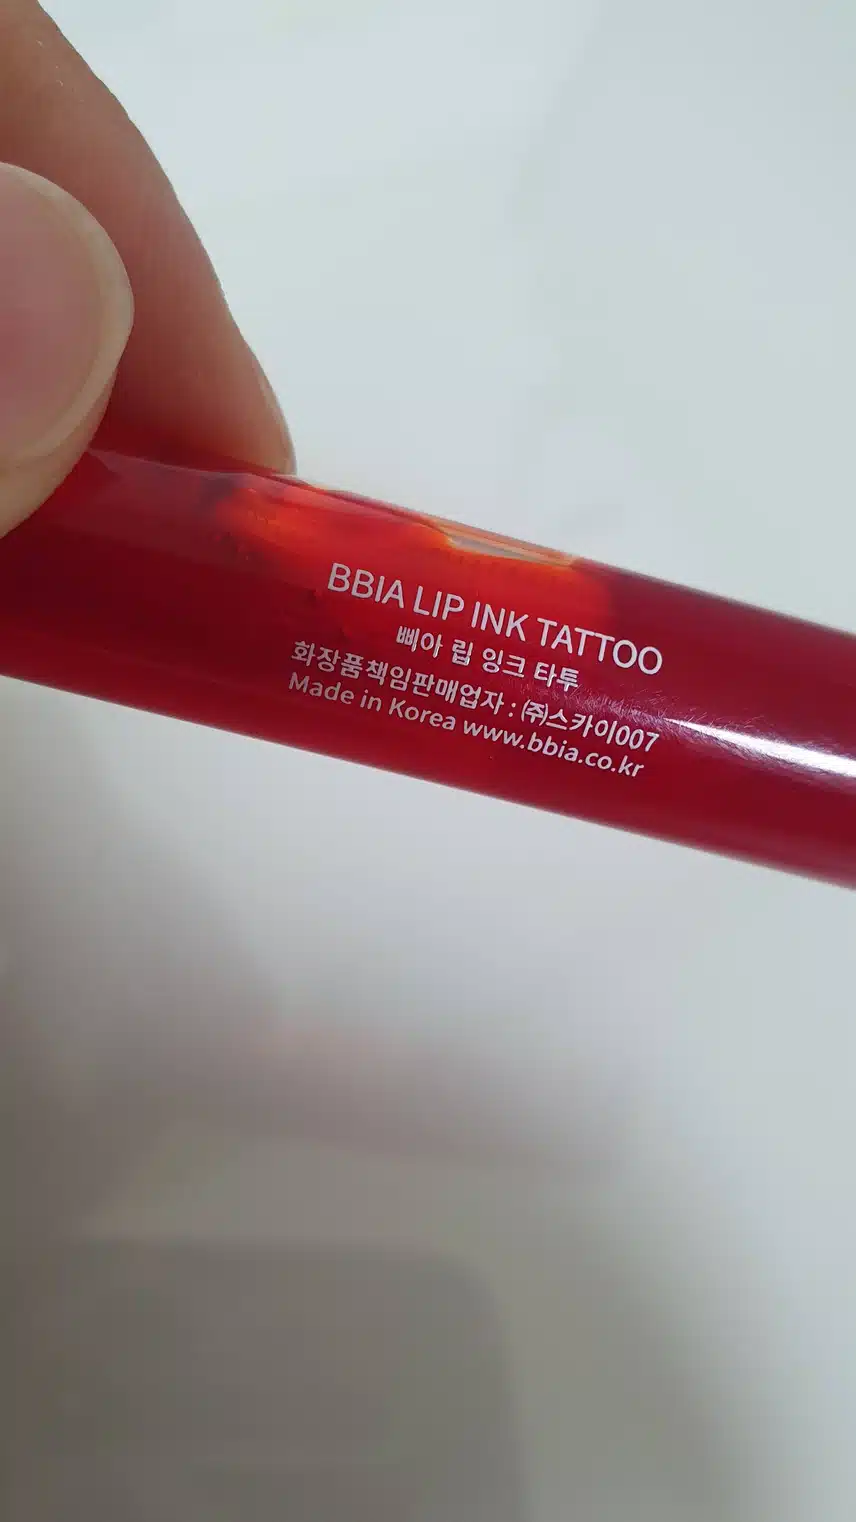 BBIA LIP INK TATTOO
삐아 립 잉크 타투
화장품책임판매업자 : ㈜스카이007
Made in Korea www.bbia.co.kr